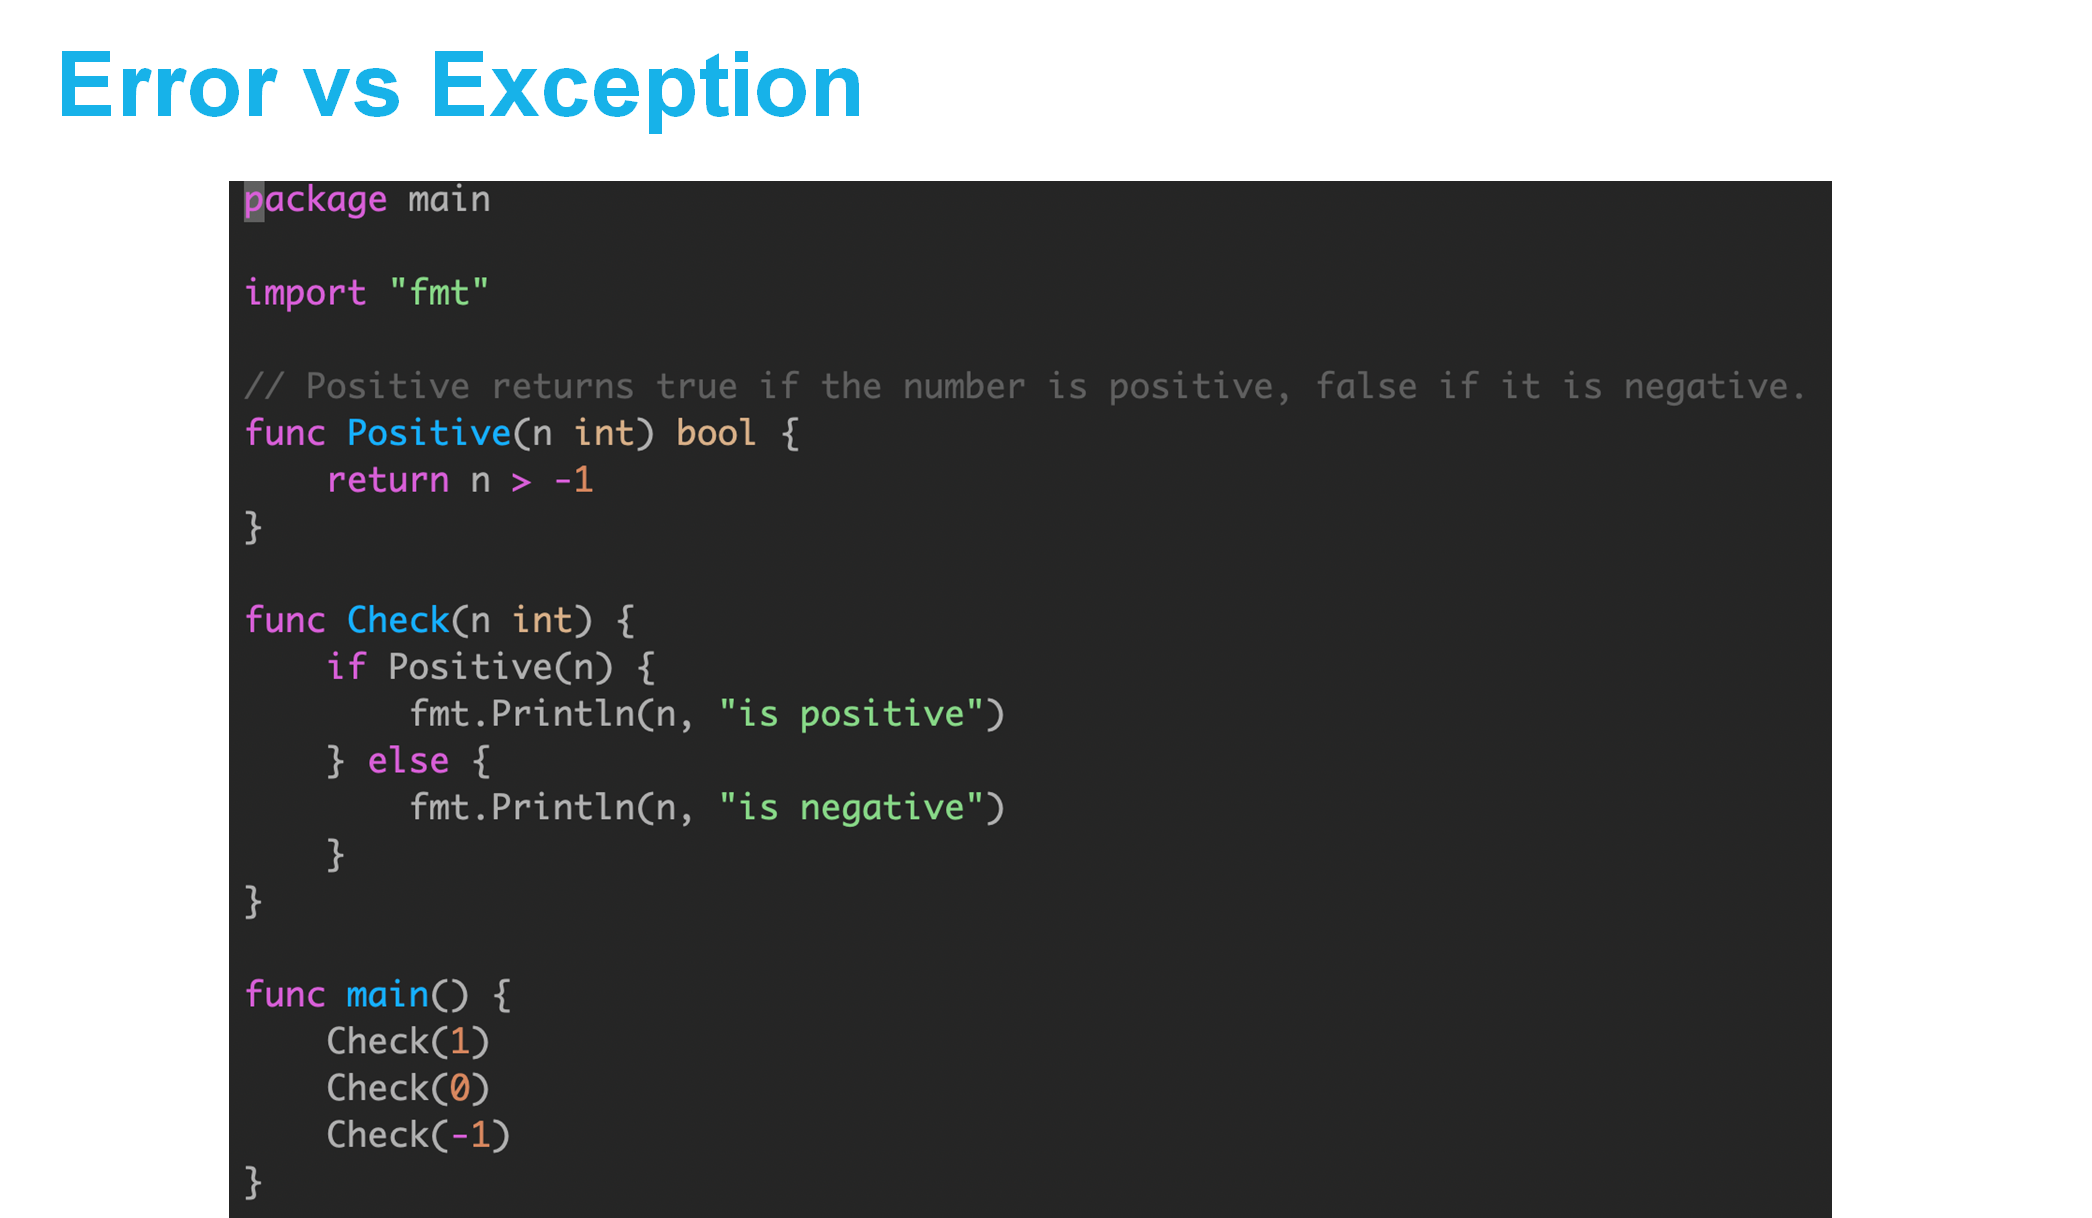 Error vs Exception
package main
import "fmt"
// Positive returns true if the number is positive, false if it is negative.
func Positive(n int) bool {
    return n > -1
}
func Check(n int) {
    if Positive(n) {
        fmt.Println(n, "is positive")
    } else {
        fmt.Println(n, "is negative")
    }
}
func main() {
    Check(1)
    Check(0)
    Check(-1)
}